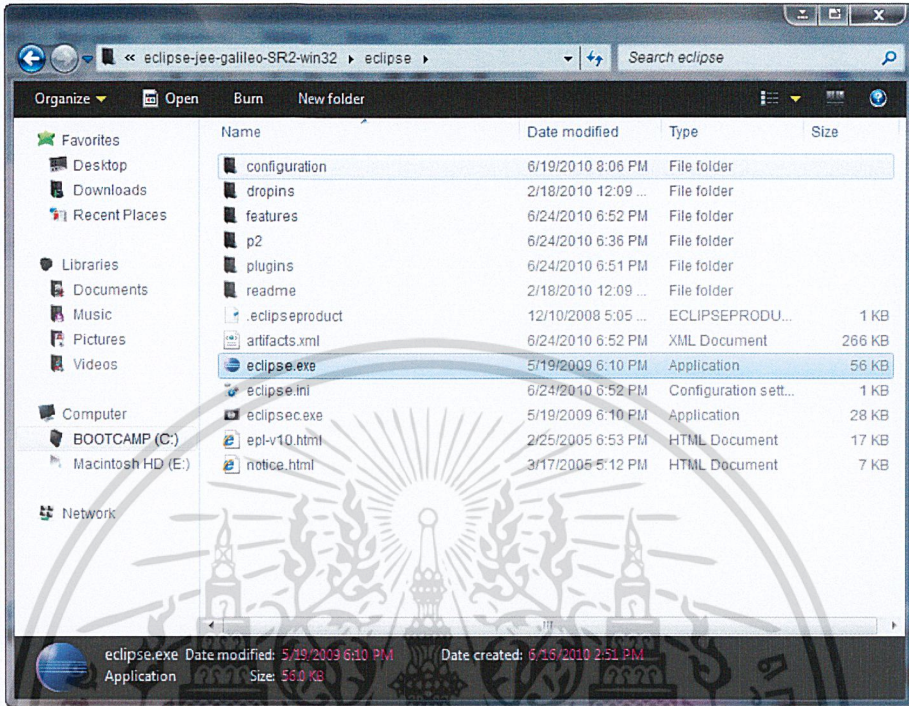 « eclipse-jee-galileo-SR2-win32 ▸ eclipse ▸ Search eclipse
Organize Open Burn New folder
Name Date modified Type Size
Favorites
Desktop
Downloads
Recent Places
Libraries
Documents
Music
Pictures
Videos
Computer
BOOTCAMP (C:)
Macintosh HD (E:)
Network
configuration 6/19/2010 8:06 PM File folder
dropins 2/18/2010 12:09 ... File folder
features 6/24/2010 6:52 PM File folder
p2 6/24/2010 6:36 PM File folder
plugins 6/24/2010 6:51 PM File folder
readme 2/18/2010 12:09 ... File folder
.eclipseproduct 12/10/2008 5:05 ... ECLIPSEPRODU... 1 KB
artifacts.xml 6/24/2010 6:52 PM XML Document 266 KB
eclipse.exe 5/19/2009 6:10 PM Application 56 KB
eclipse.ini 6/24/2010 6:52 PM Configuration sett... 1 KB
eclipsec.exe 5/19/2009 6:10 PM Application 28 KB
epl-v10.html 2/25/2005 6:53 PM HTML Document 17 KB
notice.html 3/17/2005 5:12 PM HTML Document 7 KB
eclipse.exe Date modified: 5/19/2009 6:10 PM Date created: 6/16/2010 2:51 PM
Application Size: 56.0 KB